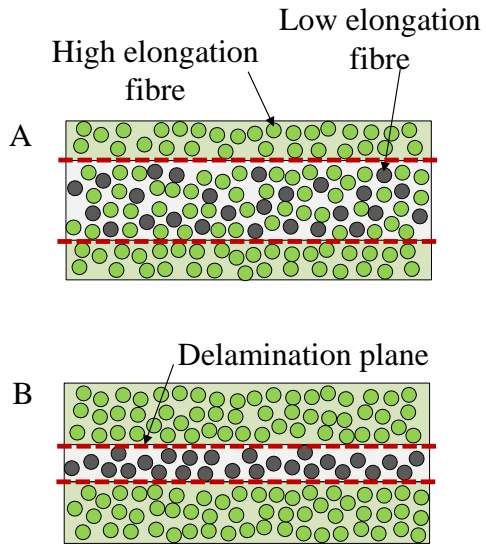 Low elongation
fibre
High elongation
fibre
A
Delamination plane
B